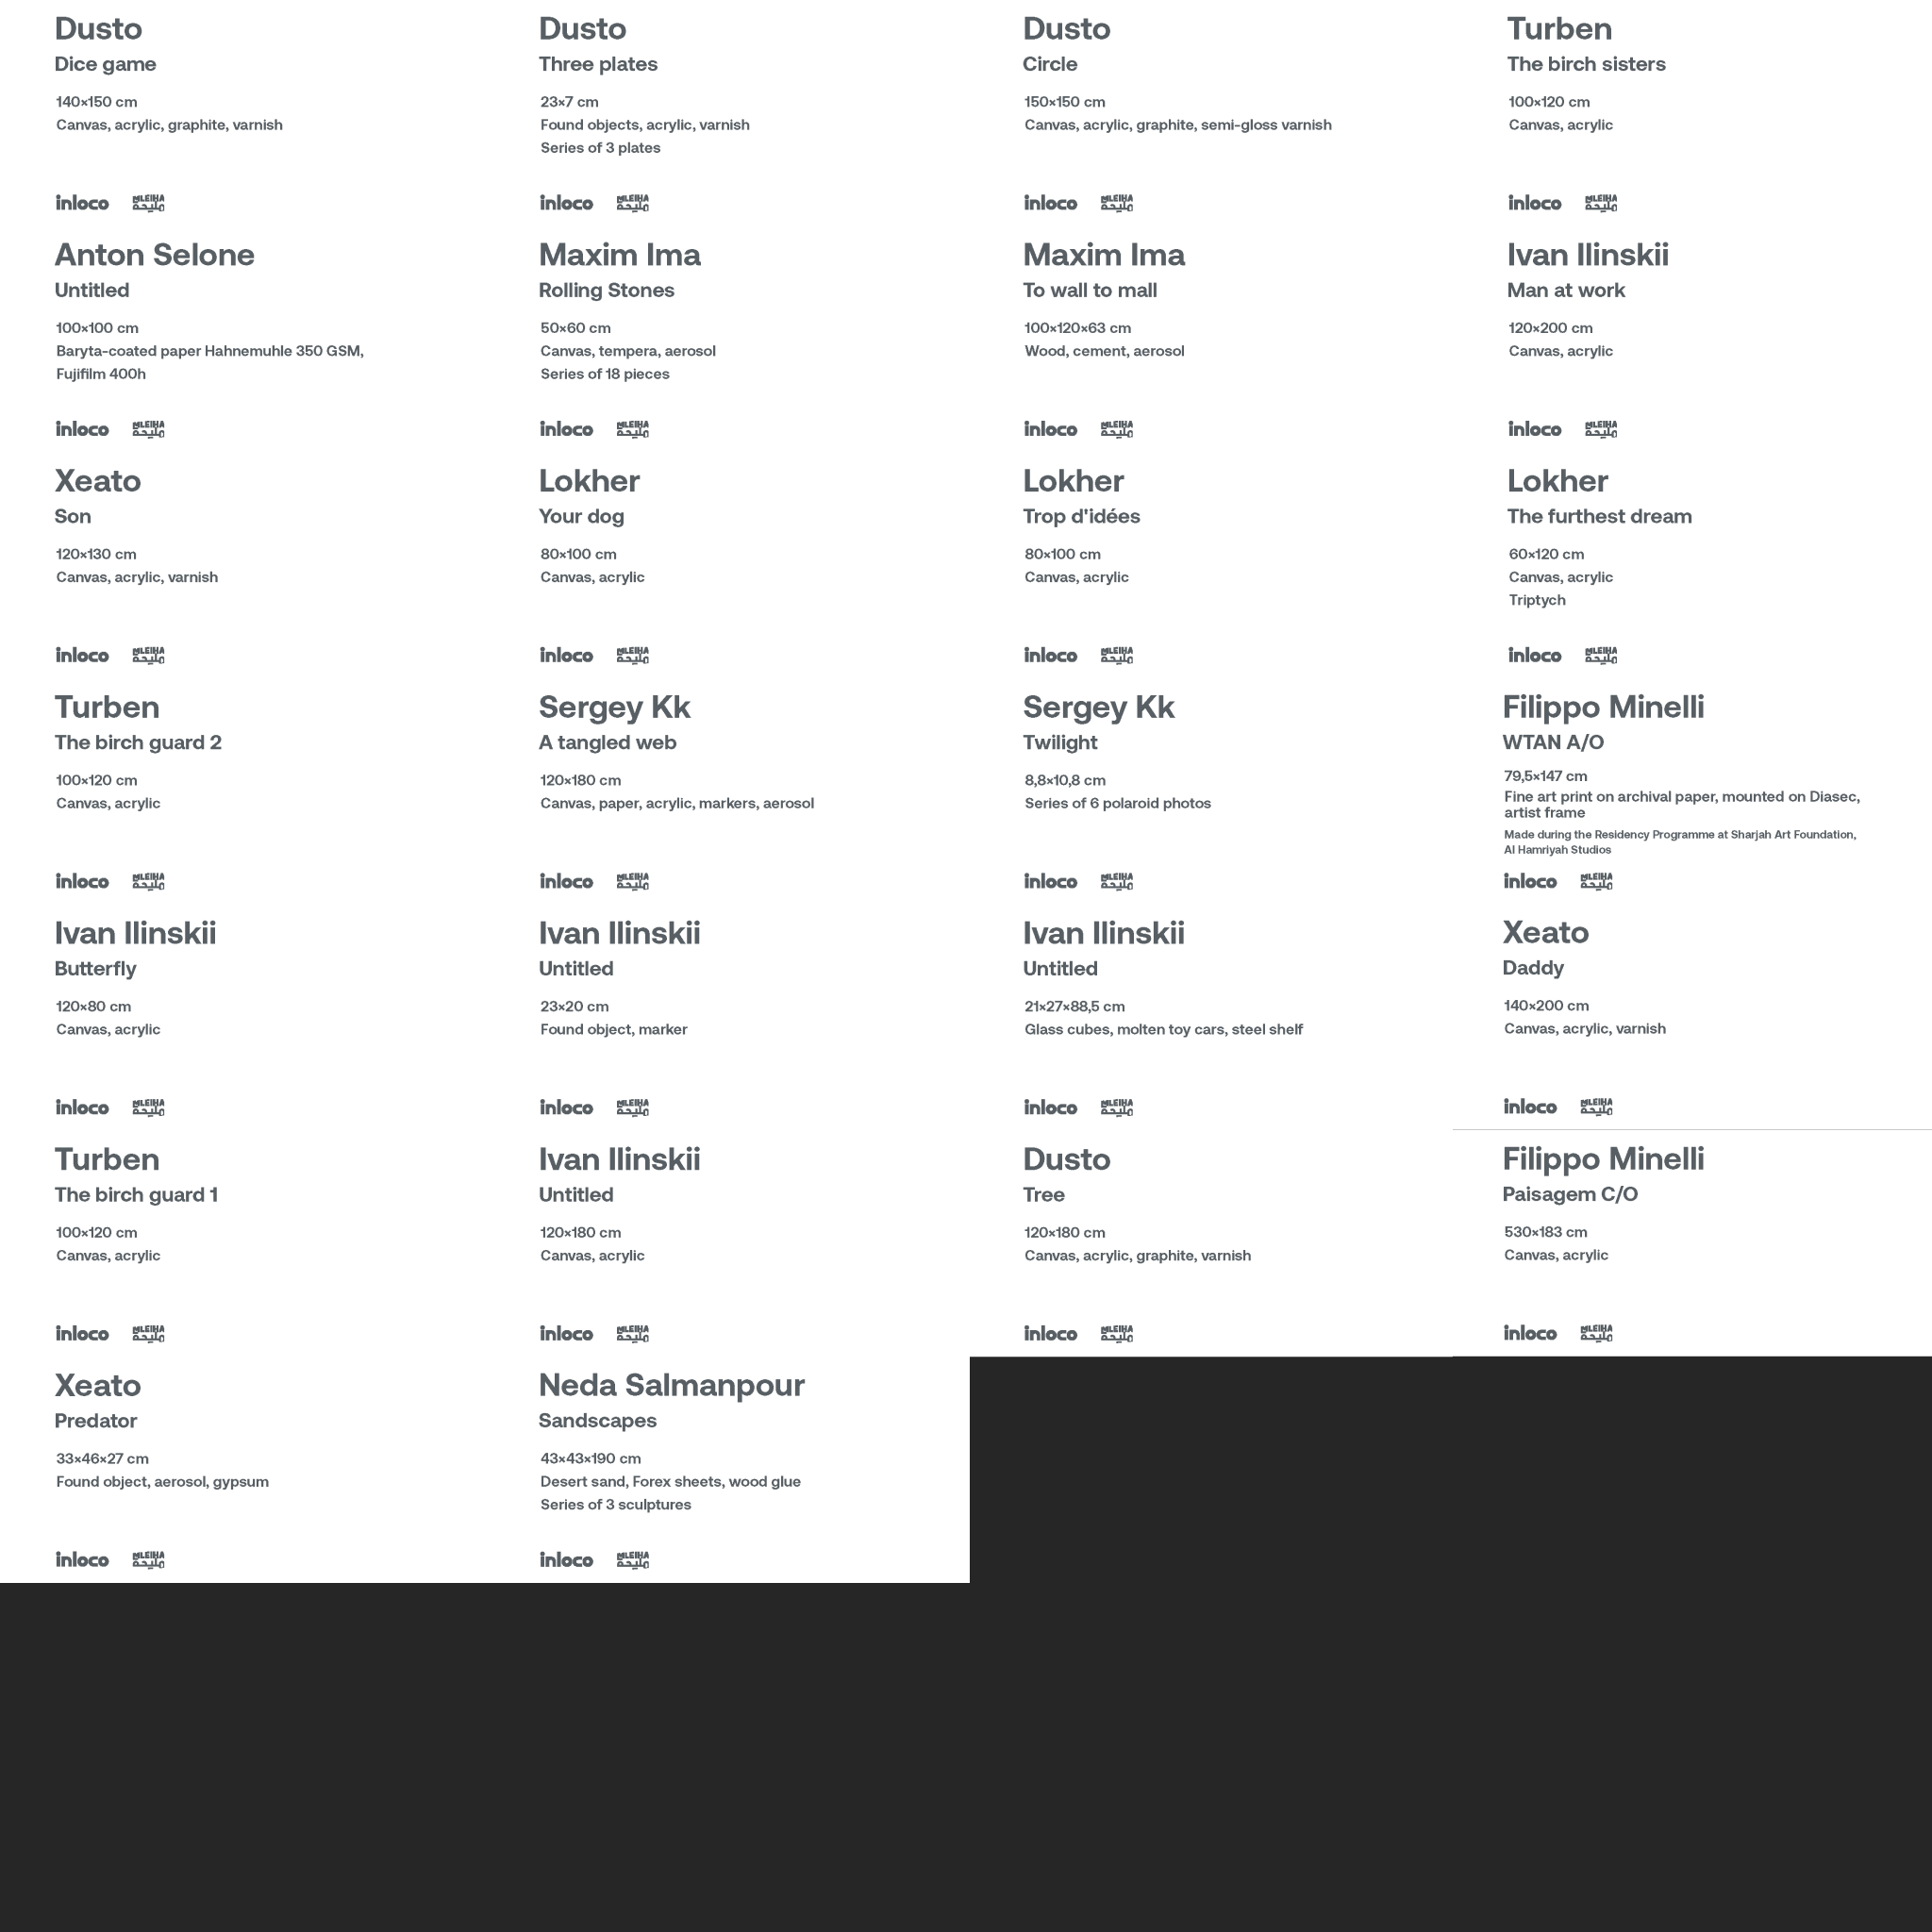 Dusto
Dice game
140×150 cm
Canvas, acrylic, graphite, varnish
inloco
MLEIHA
مليحة
Dusto
Three plates
23×7 cm
Found objects, acrylic, varnish
Series of 3 plates
inloco
MLEIHA
مليحة
Dusto
Circle
150×150 cm
Canvas, acrylic, graphite, semi-gloss varnish
inloco
MLEIHA
مليحة
Turben
The birch sisters
100×120 cm
Canvas, acrylic
inloco
MLEIHA
مليحة
Anton Selone
Untitled
100×100 cm
Baryta-coated paper Hahnemuhle 350 GSM,
Fujifilm 400h
inloco
MLEIHA
مليحة
Maxim Ima
Rolling Stones
50×60 cm
Canvas, tempera, aerosol
Series of 18 pieces
inloco
MLEIHA
مليحة
Maxim Ima
To wall to mall
100×120×63 cm
Wood, cement, aerosol
inloco
MLEIHA
مليحة
Ivan Ilinskii
Man at work
120×200 cm
Canvas, acrylic
inloco
MLEIHA
مليحة
Xeato
Son
120×130 cm
Canvas, acrylic, varnish
inloco
MLEIHA
مليحة
Lokher
Your dog
80×100 cm
Canvas, acrylic
inloco
MLEIHA
مليحة
Lokher
Trop d'idées
80×100 cm
Canvas, acrylic
inloco
MLEIHA
مليحة
Lokher
The furthest dream
60×120 cm
Canvas, acrylic
Triptych
inloco
MLEIHA
مليحة
Turben
The birch guard 2
100×120 cm
Canvas, acrylic
inloco
MLEIHA
مليحة
Sergey Kk
A tangled web
120×180 cm
Canvas, paper, acrylic, markers, aerosol
inloco
MLEIHA
مليحة
Sergey Kk
Twilight
8,8×10,8 cm
Series of 6 polaroid photos
inloco
MLEIHA
مليحة
Filippo Minelli
WTAN A/O
79,5×147 cm
Fine art print on archival paper, mounted on Diasec,
artist frame
Made during the Residency Programme at Sharjah Art Foundation,
Al Hamriyah Studios
inloco
MLEIHA
مليحة
Ivan Ilinskii
Butterfly
120×80 cm
Canvas, acrylic
inloco
MLEIHA
مليحة
Ivan Ilinskii
Untitled
23×20 cm
Found object, marker
inloco
MLEIHA
مليحة
Ivan Ilinskii
Untitled
21×27×88,5 cm
Glass cubes, molten toy cars, steel shelf
inloco
MLEIHA
مليحة
Xeato
Daddy
140×200 cm
Canvas, acrylic, varnish
inloco
MLEIHA
مليحة
Turben
The birch guard 1
100×120 cm
Canvas, acrylic
inloco
MLEIHA
مليحة
Ivan Ilinskii
Untitled
120×180 cm
Canvas, acrylic
inloco
MLEIHA
مليحة
Dusto
Tree
120×180 cm
Canvas, acrylic, graphite, varnish
inloco
MLEIHA
مليحة
Filippo Minelli
Paisagem C/O
530×183 cm
Canvas, acrylic
inloco
MLEIHA
مليحة
Xeato
Predator
33×46×27 cm
Found object, aerosol, gypsum
inloco
MLEIHA
مليحة
Neda Salmanpour
Sandscapes
43×43×190 cm
Desert sand, Forex sheets, wood glue
Series of 3 sculptures
inloco
MLEIHA
مليحة